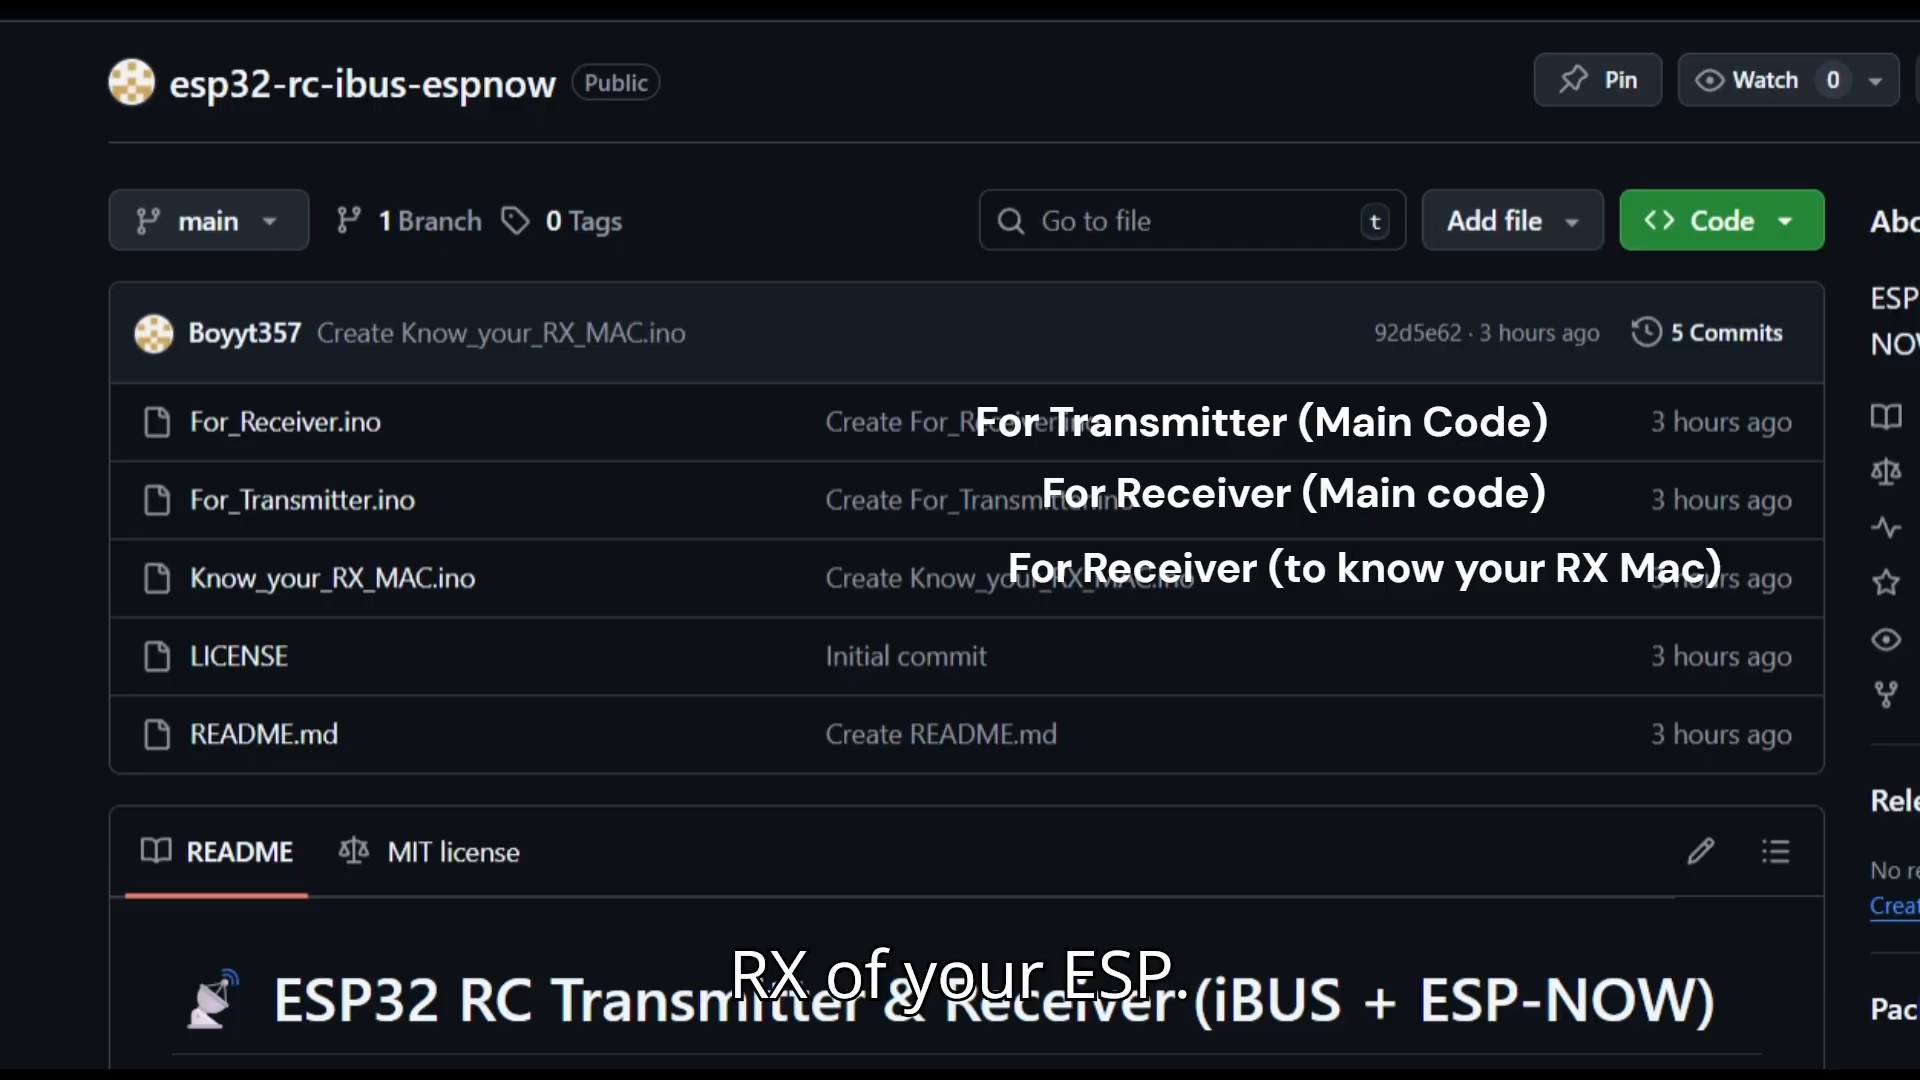 esp32-rc-ibus-espnow Public
Pin
Watch 0
main
1 Branch
0 Tags
Go to file t
Add file
Code
Boyyt357 Create Know_your_RX_MAC.ino
92d5e62 · 3 hours ago
5 Commits
For_Receiver.ino
For Transmitter (Main Code)
3 hours ago
For_Transmitter.ino
For Receiver (Main code)
3 hours ago
Know_your_RX_MAC.ino
For Receiver (to know your RX Mac)
LICENSE
Initial commit
3 hours ago
README.md
Create README.md
3 hours ago
README
MIT license
RX of your ESP.
ESP32 RC Transmitter & Receiver (iBUS + ESP-NOW)